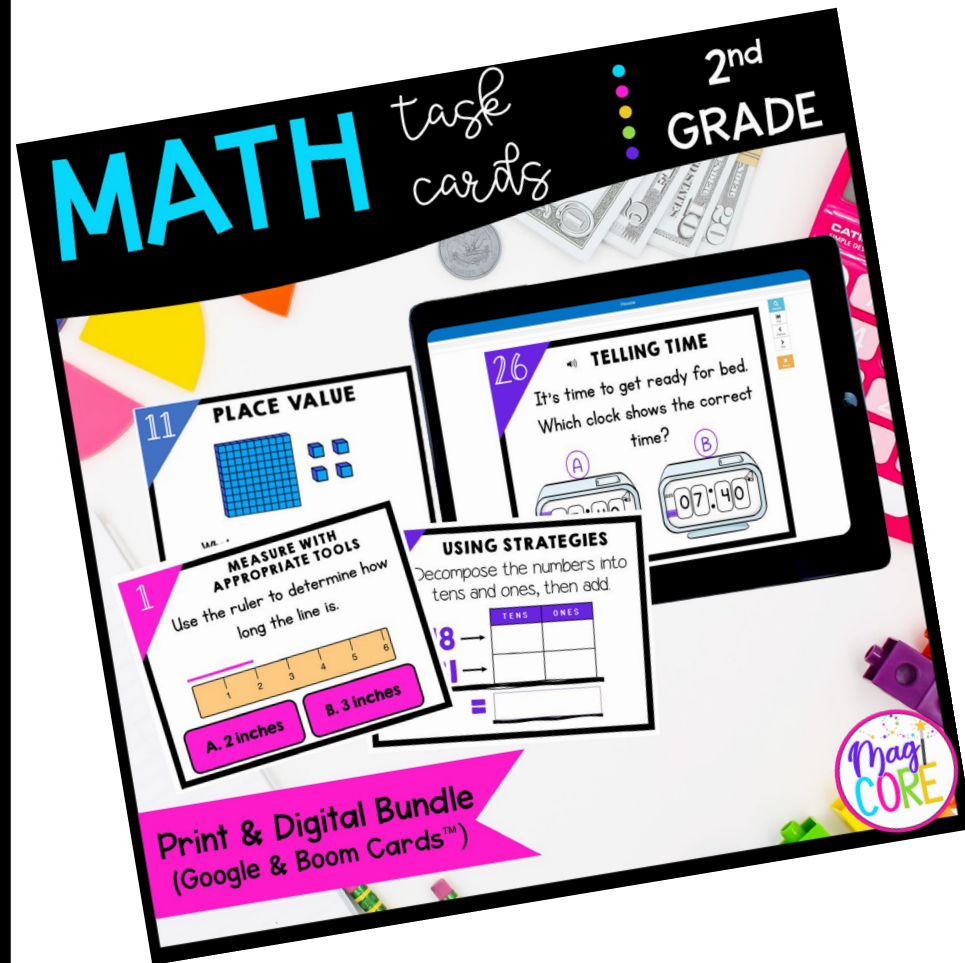 MATH
task
cards
2nd
GRADE
26
TELLING TIME
It's time to get ready for bed.
Which clock shows the correct
time?
A
B
07:40
11
PLACE VALUE
1
MEASURE WITH
APPROPRIATE TOOLS
Use the ruler to determine how
long the line is.
1 2 3 4 5 6
A. 2 inches
B. 3 inches
USING STRATEGIES
Decompose the numbers into
tens and ones, then add.
TENS ONES
8
=
Print & Digital Bundle
(Google & Boom Cards™)
Magi
CORE